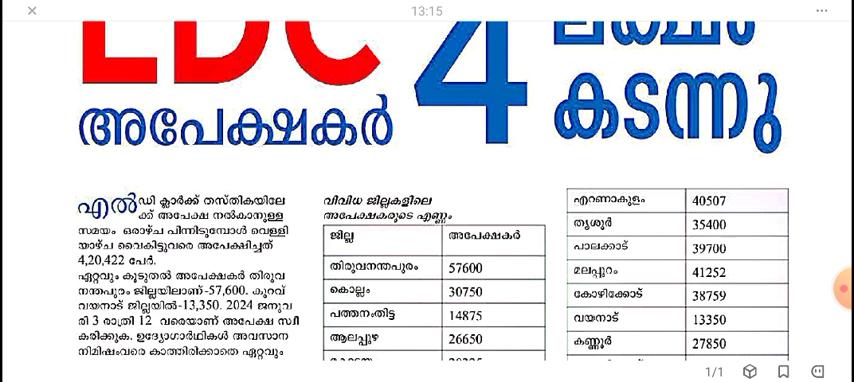 13:15
LDC
4
ലക്ഷം
അപേക്ഷകർ
കടന്നു
എൽഡി ക്ലാർക്ക് തസ്തികയിലേ
ക്ക് അപേക്ഷ നൽകാനുള്ള
സമയം ഒരാഴ്ച പിന്നിടുമ്പോൾ വെള്ളി
യാഴ്ച വൈകിട്ടുവരെ അപേക്ഷിച്ചത്
4,20,422 പേർ.
ഏറ്റവും കൂടുതൽ അപേക്ഷകർ തിരുവ
നന്തപുരം ജില്ലയിലാണ്-57,600. കുറവ്
വയനാട് ജില്ലയിൽ-13,350. 2024 ജനുവ
രി 3 രാത്രി 12 വരെയാണ് അപേക്ഷ സ്വീ
കരിക്കുക. ഉദ്യോഗാർഥികൾ അവസാന
നിമിഷംവരെ കാത്തിരിക്കാതെ ഏറ്റവും
വിവിധ ജില്ലകളിലെ
അപേക്ഷകരുടെ എണ്ണം
ജില്ല അപേക്ഷകർ
തിരുവനന്തപുരം 57600
കൊല്ലം 30750
പത്തനംതിട്ട 14875
ആലപ്പുഴ 26650
എറണാകുളം 40507
തൃശൂർ 35400
പാലക്കാട് 39700
മലപ്പുറം 41252
കോഴിക്കോട് 38759
വയനാട് 13350
കണ്ണൂർ 27850
1/1